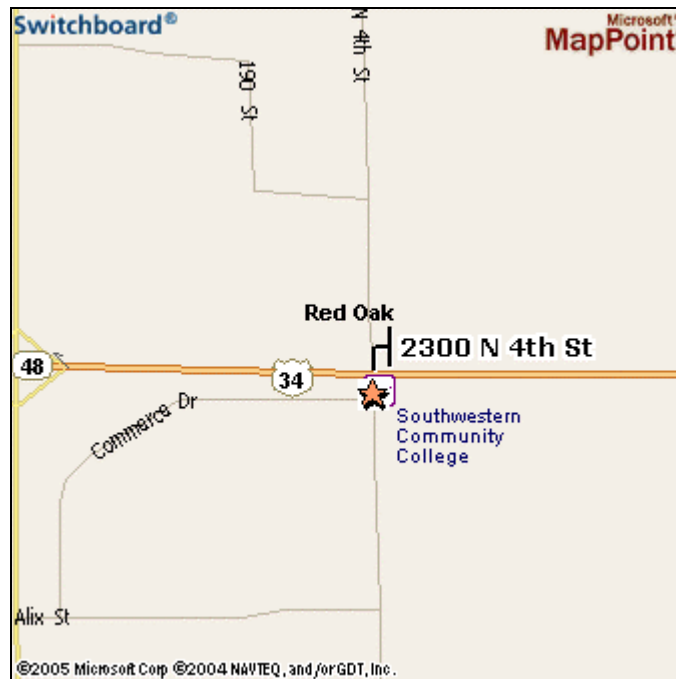 Switchboard®
Microsoft®
MapPoint
N 4th St
190 St
Red Oak
2300 N 4th St
48
34
Commerce Dr
Southwestern
Community
College
Alix St
©2005 Microsoft Corp ©2004 NAVTEQ, and/or GDT, Inc.